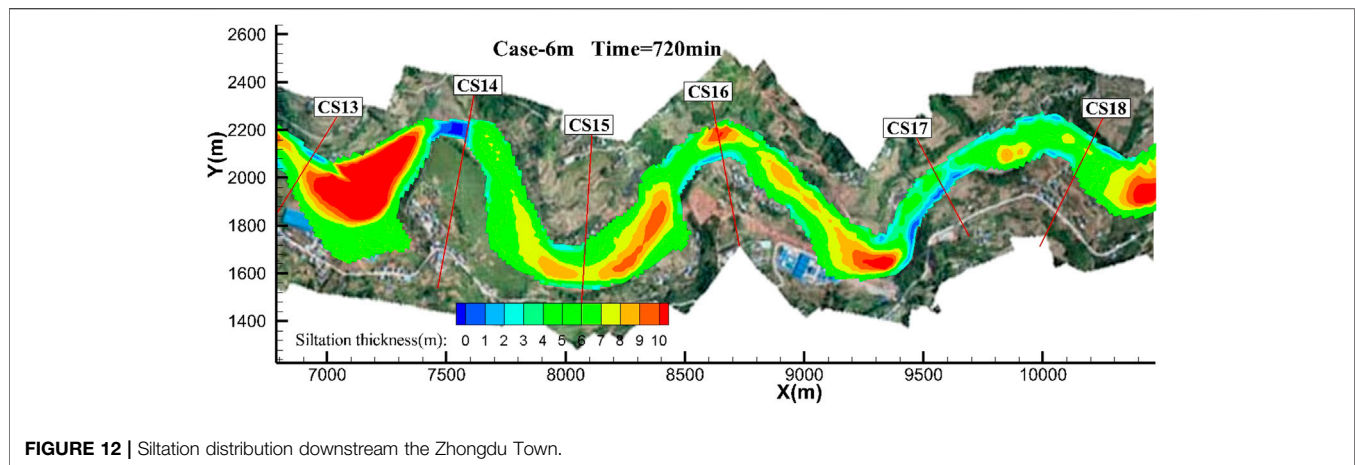 2600
2400
2200
2000
1800
1600
1400
Y(m)
Case-6m Time=720min
CS13
CS14
CS15
CS16
CS17
CS18
Siltation thickness(m): 0 1 2 3 4 5 6 7 8 9 10
7000 7500 8000 8500 9000 9500 10000
X(m)
FIGURE 12 | Siltation distribution downstream the Zhongdu Town.